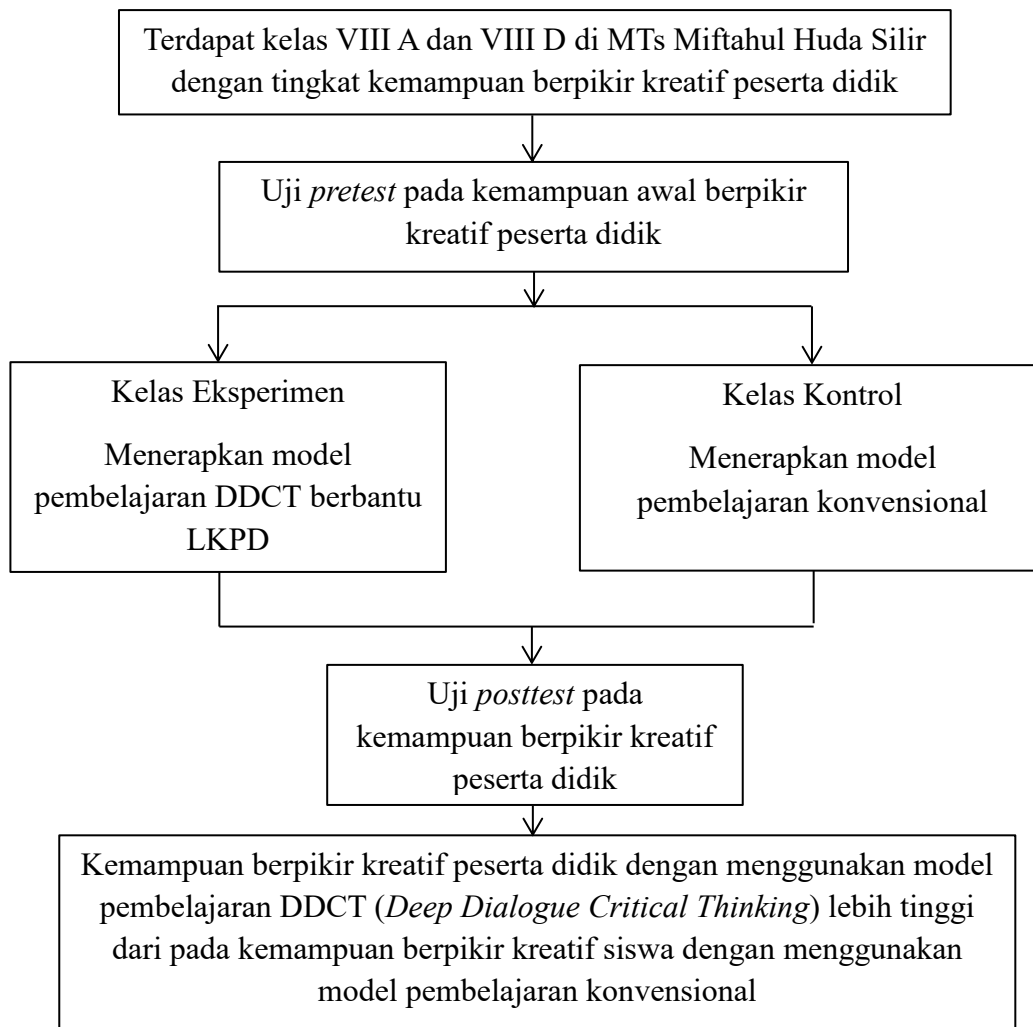 Terdapat kelas VIII A dan VIII D di MTs Miftahul Huda Silir
dengan tingkat kemampuan berpikir kreatif peserta didik
Uji pretest pada kemampuan awal berpikir
kreatif peserta didik
Kelas Eksperimen
Menerapkan model
pembelajaran DDCT berbantu
LKPD
Kelas Kontrol
Menerapkan model
pembelajaran konvensional
Uji posttest pada
kemampuan berpikir kreatif
peserta didik
Kemampuan berpikir kreatif peserta didik dengan menggunakan model
pembelajaran DDCT (Deep Dialogue Critical Thinking) lebih tinggi
dari pada kemampuan berpikir kreatif siswa dengan menggunakan
model pembelajaran konvensional